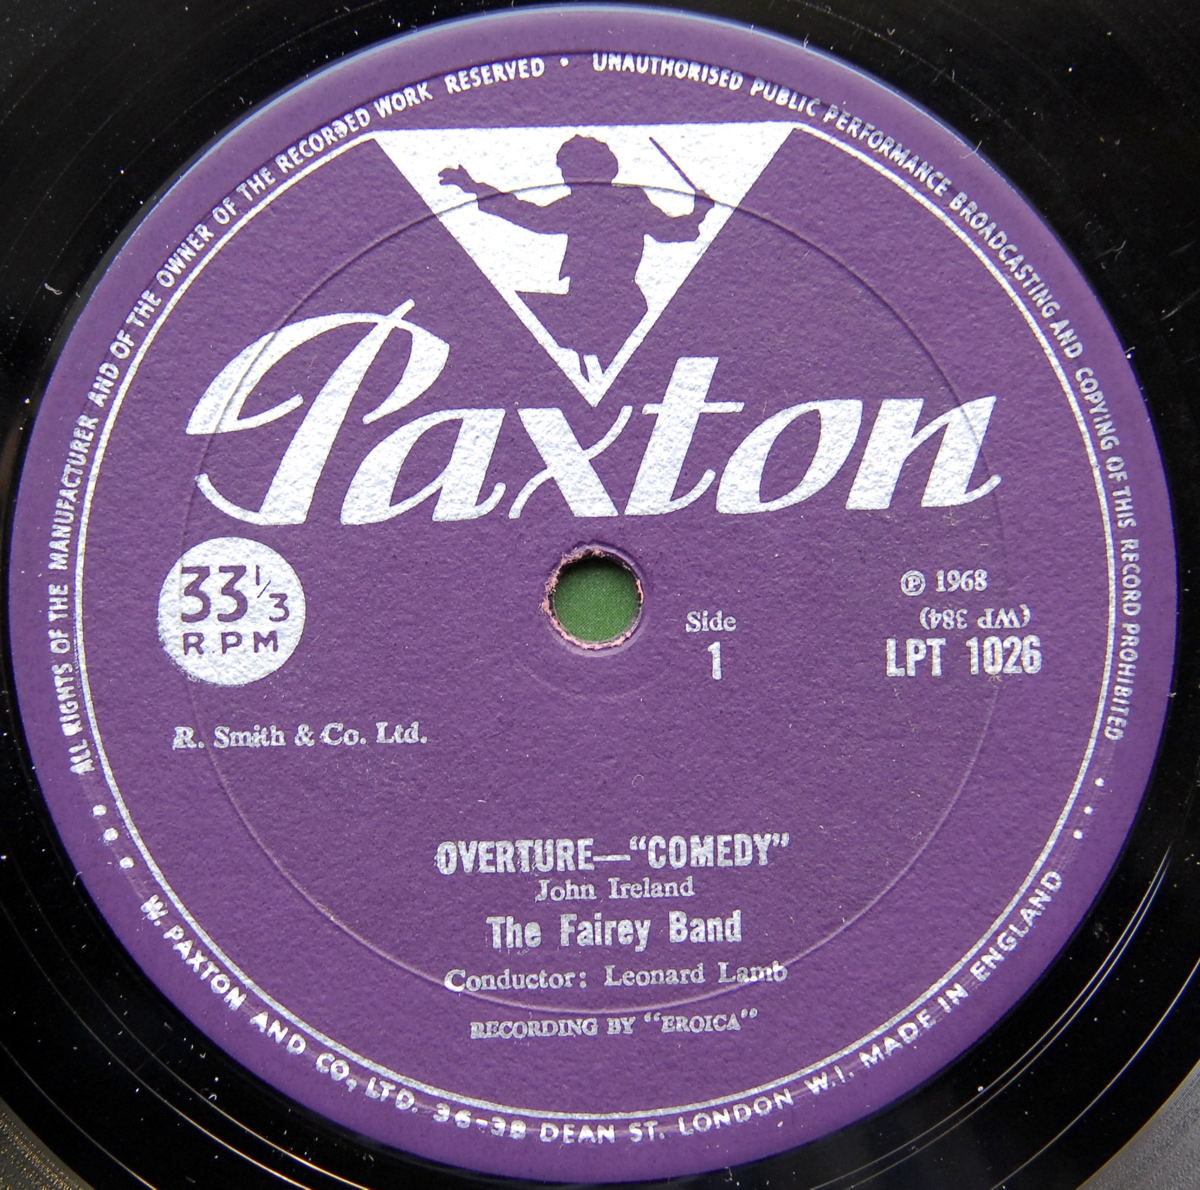 ALL RIGHTS OF THE MANUFACTURER AND OF THE OWNER OF THE RECORDED WORK RESERVED • UNAUTHORISED PUBLIC PERFORMANCE BROADCASTING AND COPYING OF THIS RECORD PROHIBITED
Paxton
33⅓
RPM
Side
1
℗ 1968
(WP 384)
LPT 1026
R. Smith & Co. Ltd.
OVERTURE—“COMEDY”
John Ireland
The Fairey Band
Conductor: Leonard Lamb
RECORDING BY “EROICA”
W. PAXTON AND CO, LTD. 36-38 DEAN ST. LONDON W.I. MADE IN ENGLAND